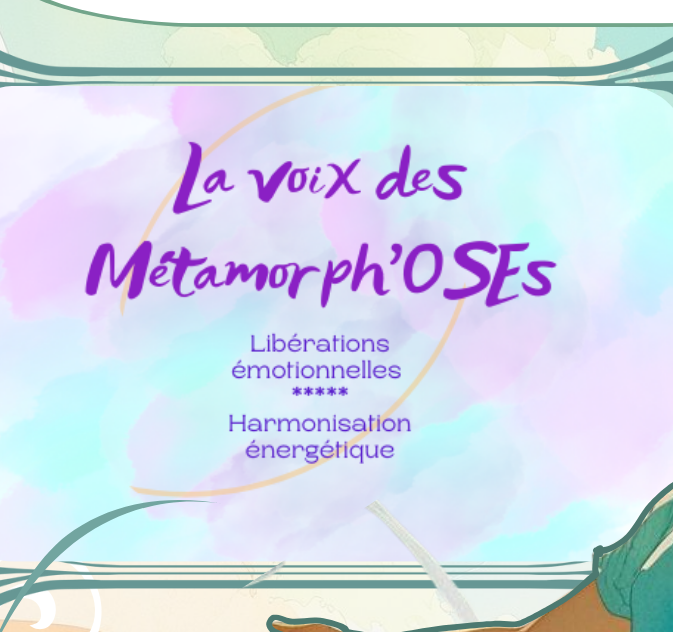 La voix des
Métamorph'OSEs
Libérations
émotionnelles
*****
Harmonisation
énergétique